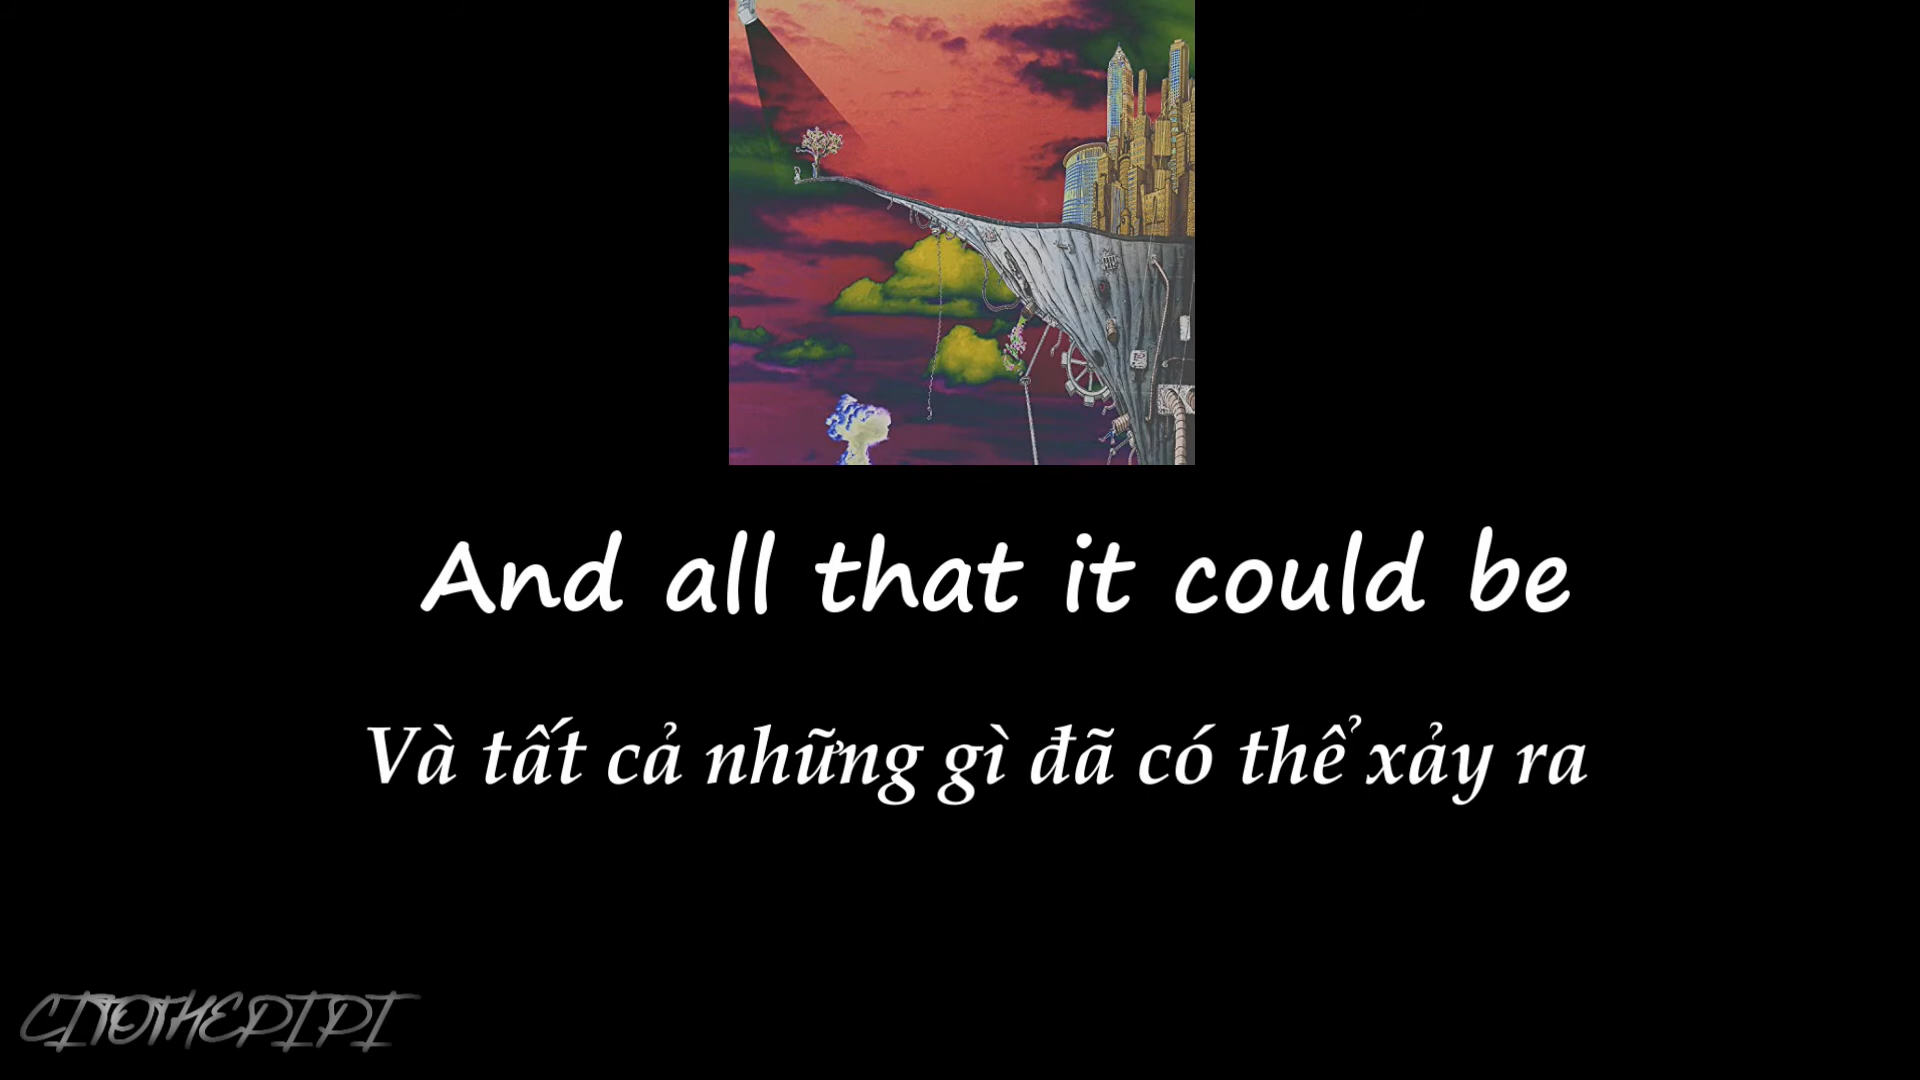 And all that it could be
Và tất cả những gì đã có thể xảy ra
CITOTHEPIPI